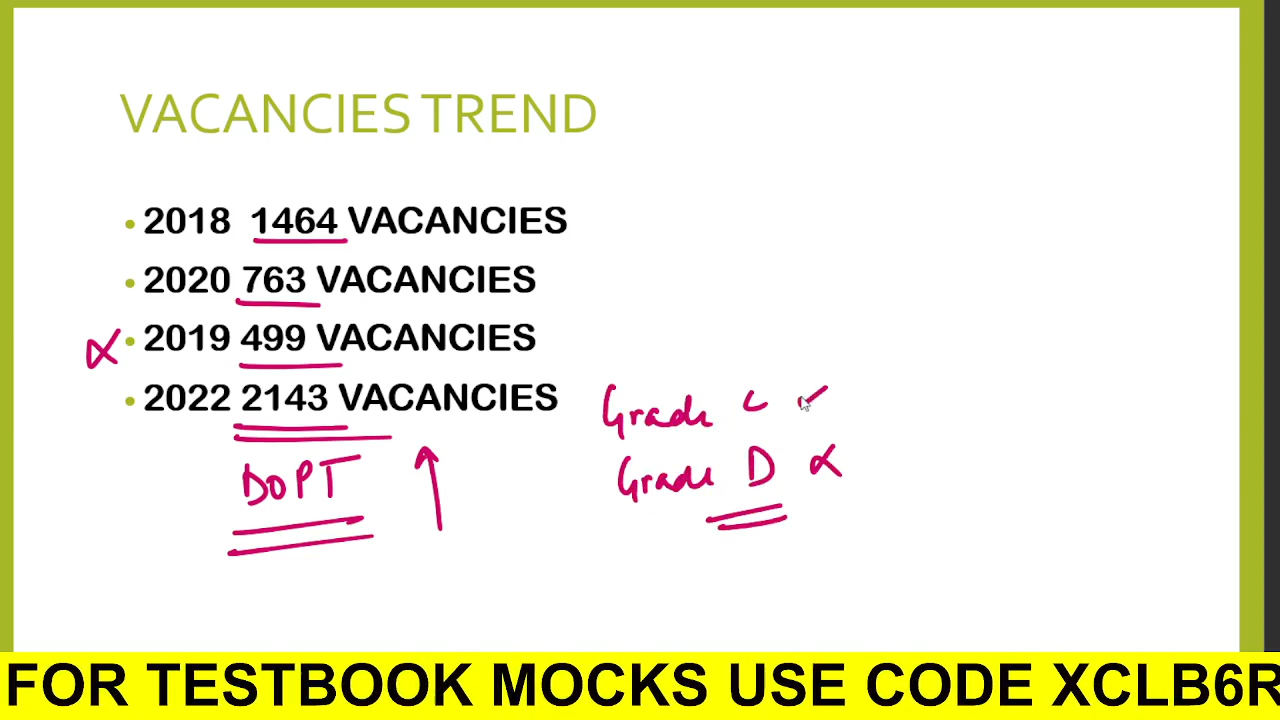 VACANCIES TREND
• 2018 1464 VACANCIES
• 2020 763 VACANCIES
• 2019 499 VACANCIES
• 2022 2143 VACANCIES
Grade C
DOPT
Grade D
FOR TESTBOOK MOCKS USE CODE XCLB6R